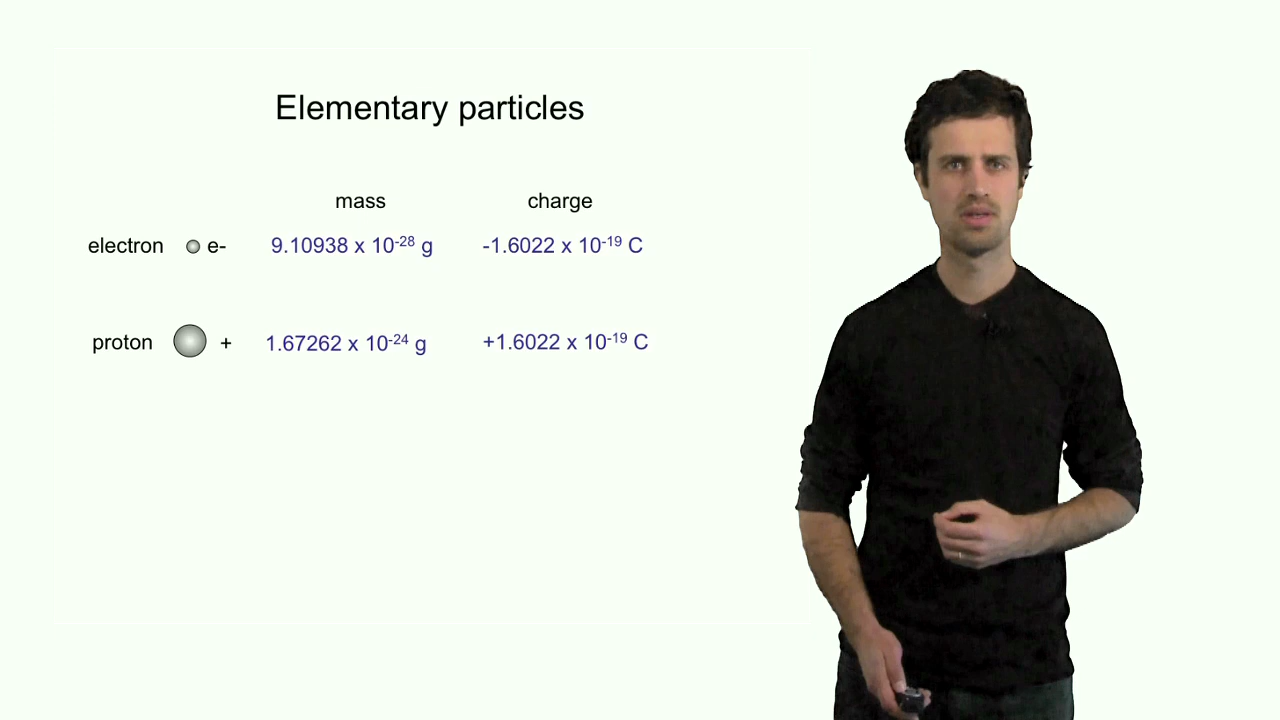 Elementary particles
mass charge
electron e- 9.10938 x 10⁻²⁸ g -1.6022 x 10⁻¹⁹ C
proton + 1.67262 x 10⁻²⁴ g +1.6022 x 10⁻¹⁹ C